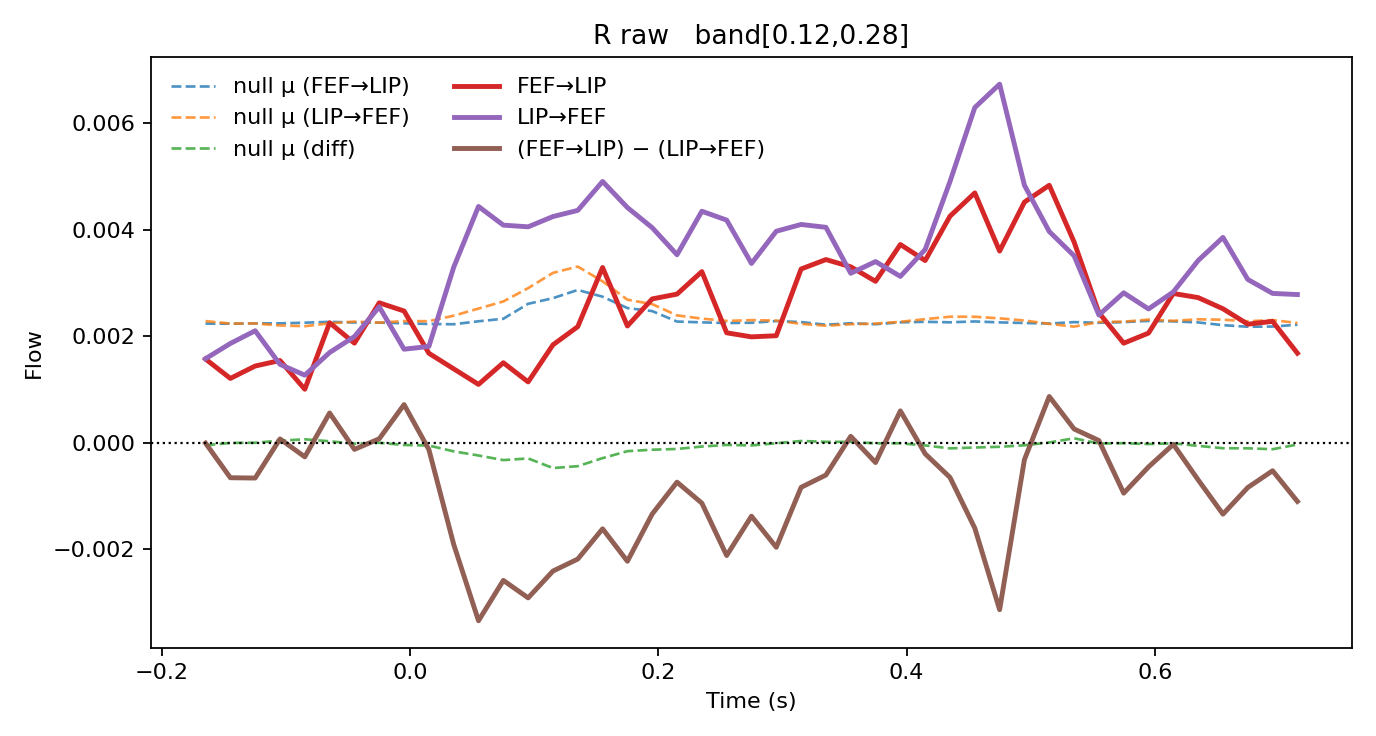 R raw   band[0.12,0.28]
null μ (FEF→LIP)
null μ (LIP→FEF)
null μ (diff)
FEF→LIP
LIP→FEF
(FEF→LIP) − (LIP→FEF)
Flow
0.006
0.004
0.002
0.000
−0.002
−0.2
0.0
0.2
0.4
0.6
Time (s)